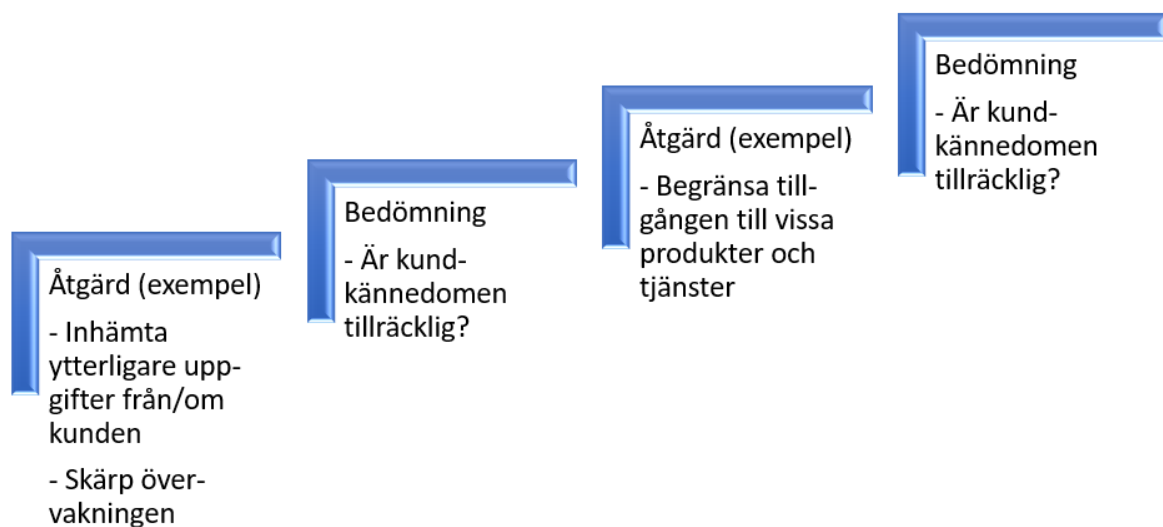 Åtgärd (exempel)
- Inhämta
ytterligare upp-
gifter från/om
kunden
- Skärp över-
vakningen
Bedömning
- Är kund-
kännedomen
tillräcklig?
Åtgärd (exempel)
- Begränsa till-
gången till vissa
produkter och
tjänster
Bedömning
- Är kund-
kännedomen
tillräcklig?